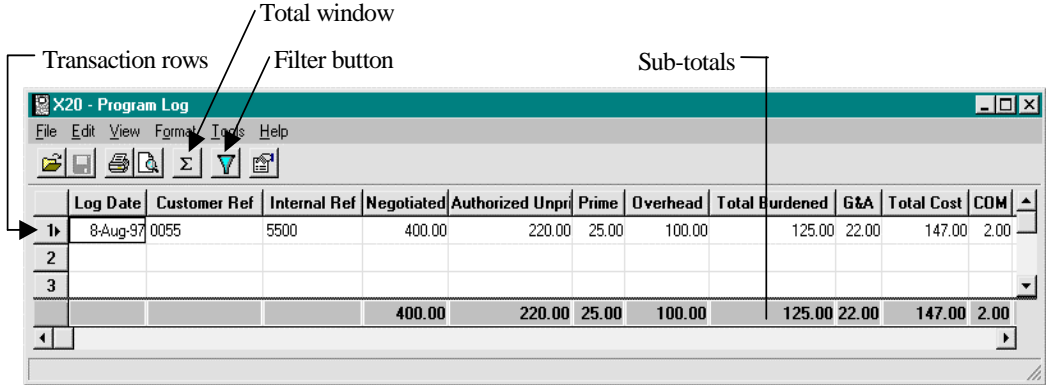 Total window
Transaction rows Filter button Sub-totals
X20 - Program Log
File Edit View Format Tools Help
Σ
Log Date Customer Ref Internal Ref Negotiated Authorized Unpri Prime Overhead Total Burdened G&A Total Cost COM
1 8-Aug-97 0055 5500 400.00 220.00 25.00 100.00 125.00 22.00 147.00 2.00
2
3
400.00 220.00 25.00 100.00 125.00 22.00 147.00 2.00